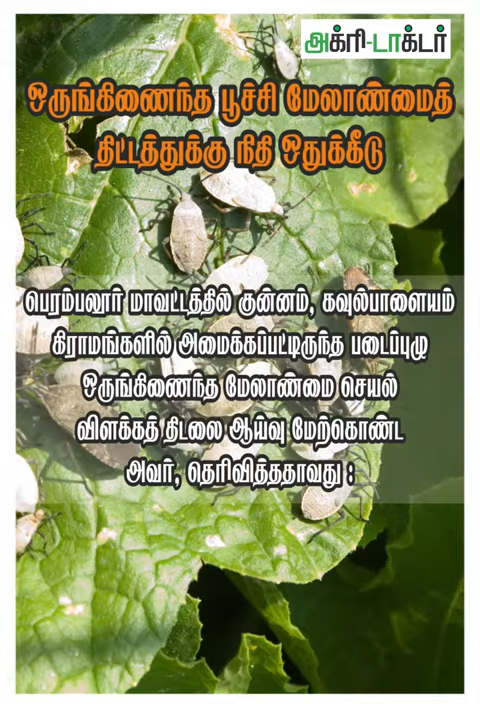 அக்ரி-டாக்டர்
ஒருங்கிணைந்த பூச்சி மேலாண்மைத்
திட்டத்துக்கு நிதி ஒதுக்கீடு
பெரம்பலூர் மாவட்டத்தில் குன்னம், கவுல்பாளையம்
கிராமங்களில் அமைக்கப்பட்டிருந்த படைப்புழு
ஒருங்கிணைந்த மேலாண்மை செயல்
விளக்கத் திடலை ஆய்வு மேற்கொண்ட
அவர், தெரிவித்ததாவது :